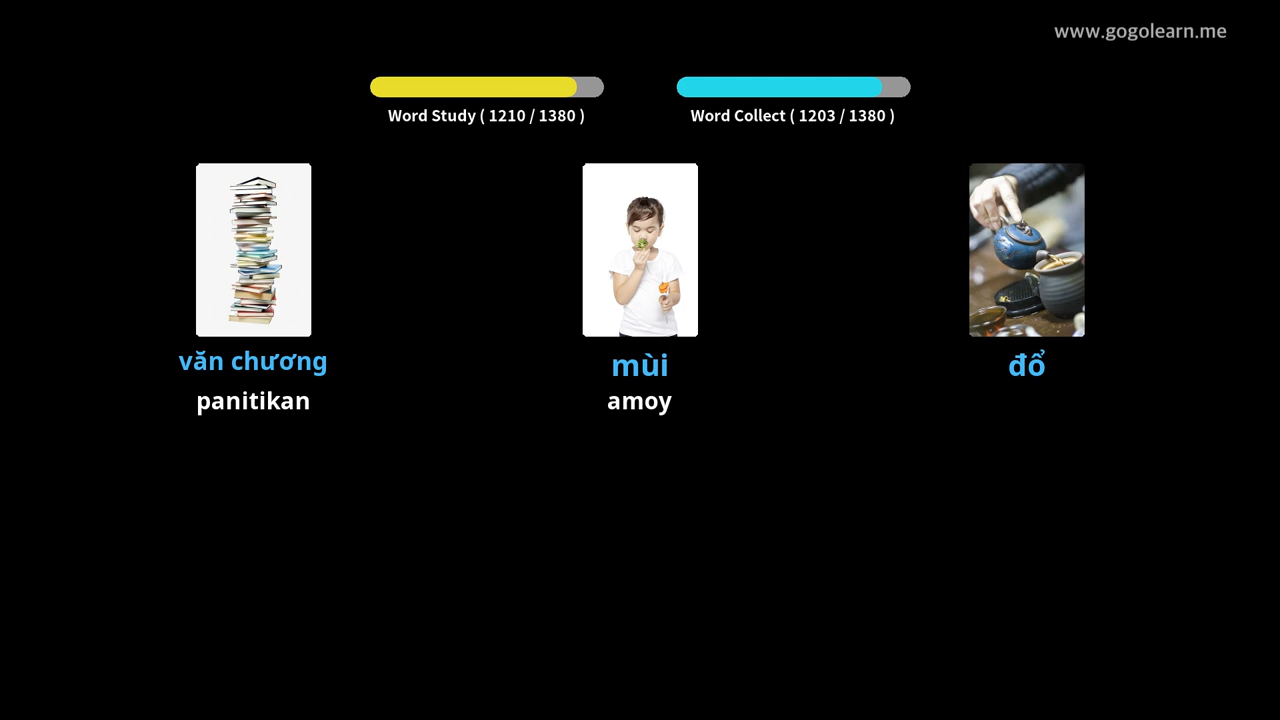 www.gogolearn.me
Word Study ( 1210 / 1380 )
Word Collect ( 1203 / 1380 )
văn chương
mùi
đổ
panitikan
amoy